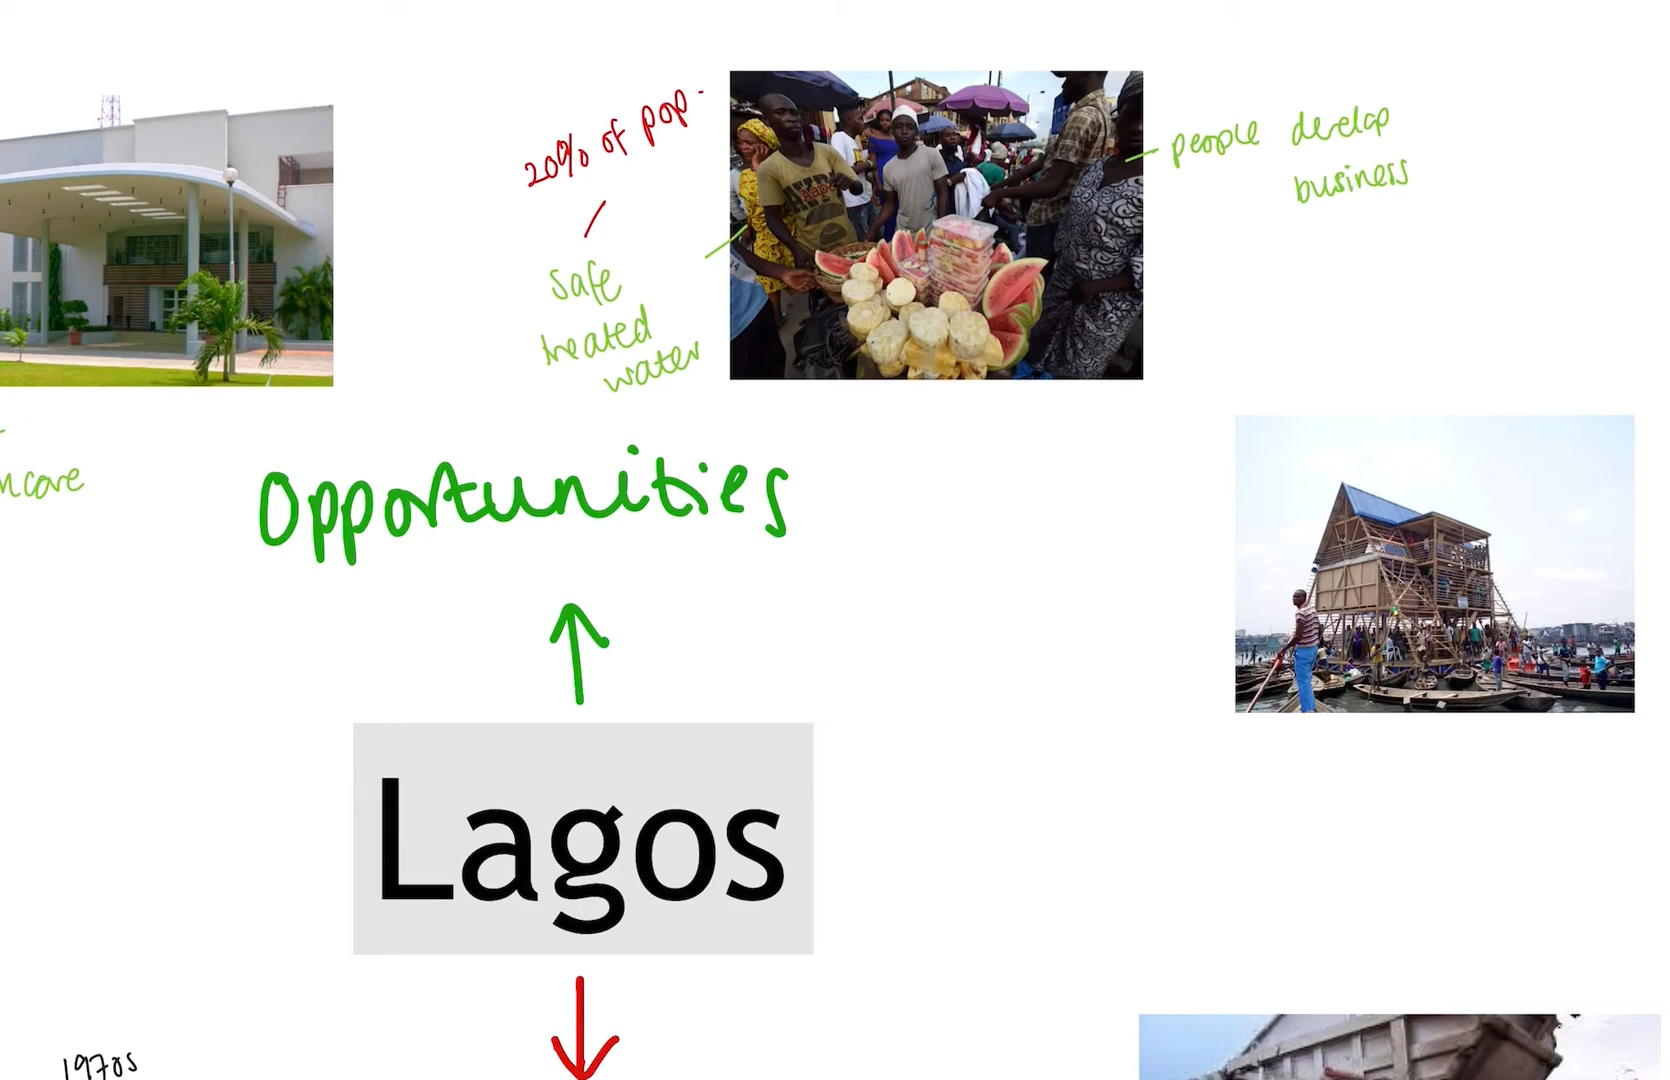 20% of pop.
safe
treated
water
people develop
business
Opportunities
Lagos
1970s